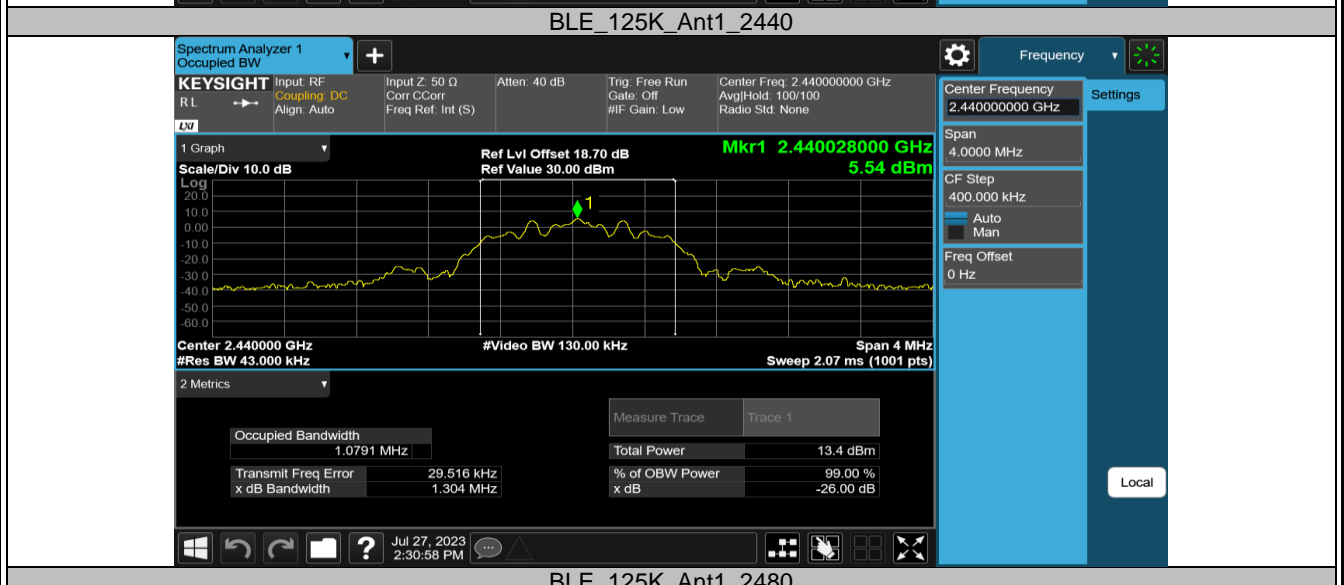 BLE_125K_Ant1_2440
Spectrum Analyzer 1
Occupied BW
+
Frequency
KEYSIGHT
R L
LXI
Input: RF
Coupling: DC
Align: Auto
Input Z: 50 Ω
Corr CCorr
Freq Ref: Int (S)
Atten: 40 dB
Trig: Free Run
Gate: Off
#IF Gain: Low
Center Freq: 2.440000000 GHz
Avg|Hold: 100/100
Radio Std: None
Center Frequency
2.440000000 GHz
Settings
Span
4.0000 MHz
CF Step
400.000 kHz
Auto
Man
Freq Offset
0 Hz
1 Graph
Scale/Div 10.0 dB
Ref Lvl Offset 18.70 dB
Ref Value 30.00 dBm
Mkr1 2.440028000 GHz
5.54 dBm
Log
20.0
10.0
0.00
-10.0
-20.0
-30.0
-40.0
-50.0
-60.0
1
Center 2.440000 GHz
#Res BW 43.000 kHz
#Video BW 130.00 kHz
Span 4 MHz
Sweep 2.07 ms (1001 pts)
2 Metrics
Measure Trace Trace 1
Occupied Bandwidth
1.0791 MHz
Total Power 13.4 dBm
Transmit Freq Error 29.516 kHz
% of OBW Power 99.00 %
x dB Bandwidth 1.304 MHz
x dB -26.00 dB
Local
?
Jul 27, 2023
2:30:58 PM
BLE_125K_Ant1_2480